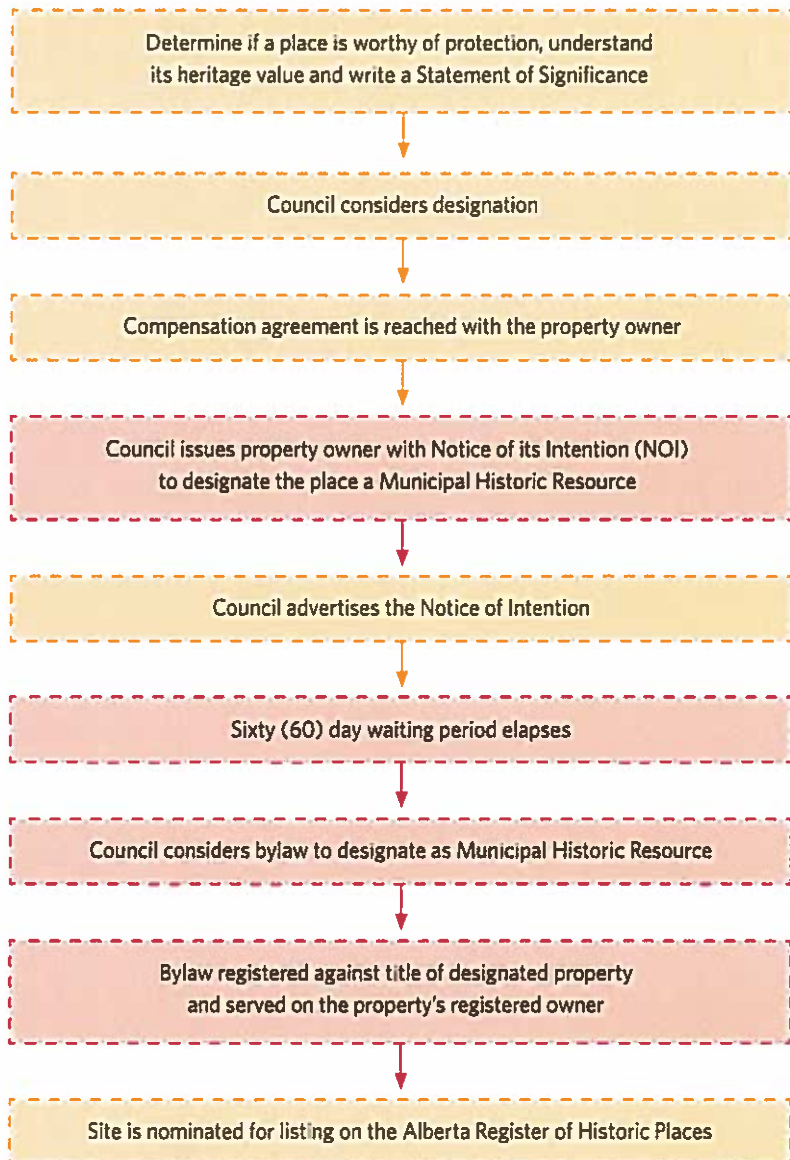 Determine if a place is worthy of protection, understand
its heritage value and write a Statement of Significance
Council considers designation
Compensation agreement is reached with the property owner
Council issues property owner with Notice of its Intention (NOI)
to designate the place a Municipal Historic Resource
Council advertises the Notice of Intention
Sixty (60) day waiting period elapses
Council considers bylaw to designate as Municipal Historic Resource
Bylaw registered against title of designated property
and served on the property's registered owner
Site is nominated for listing on the Alberta Register of Historic Places